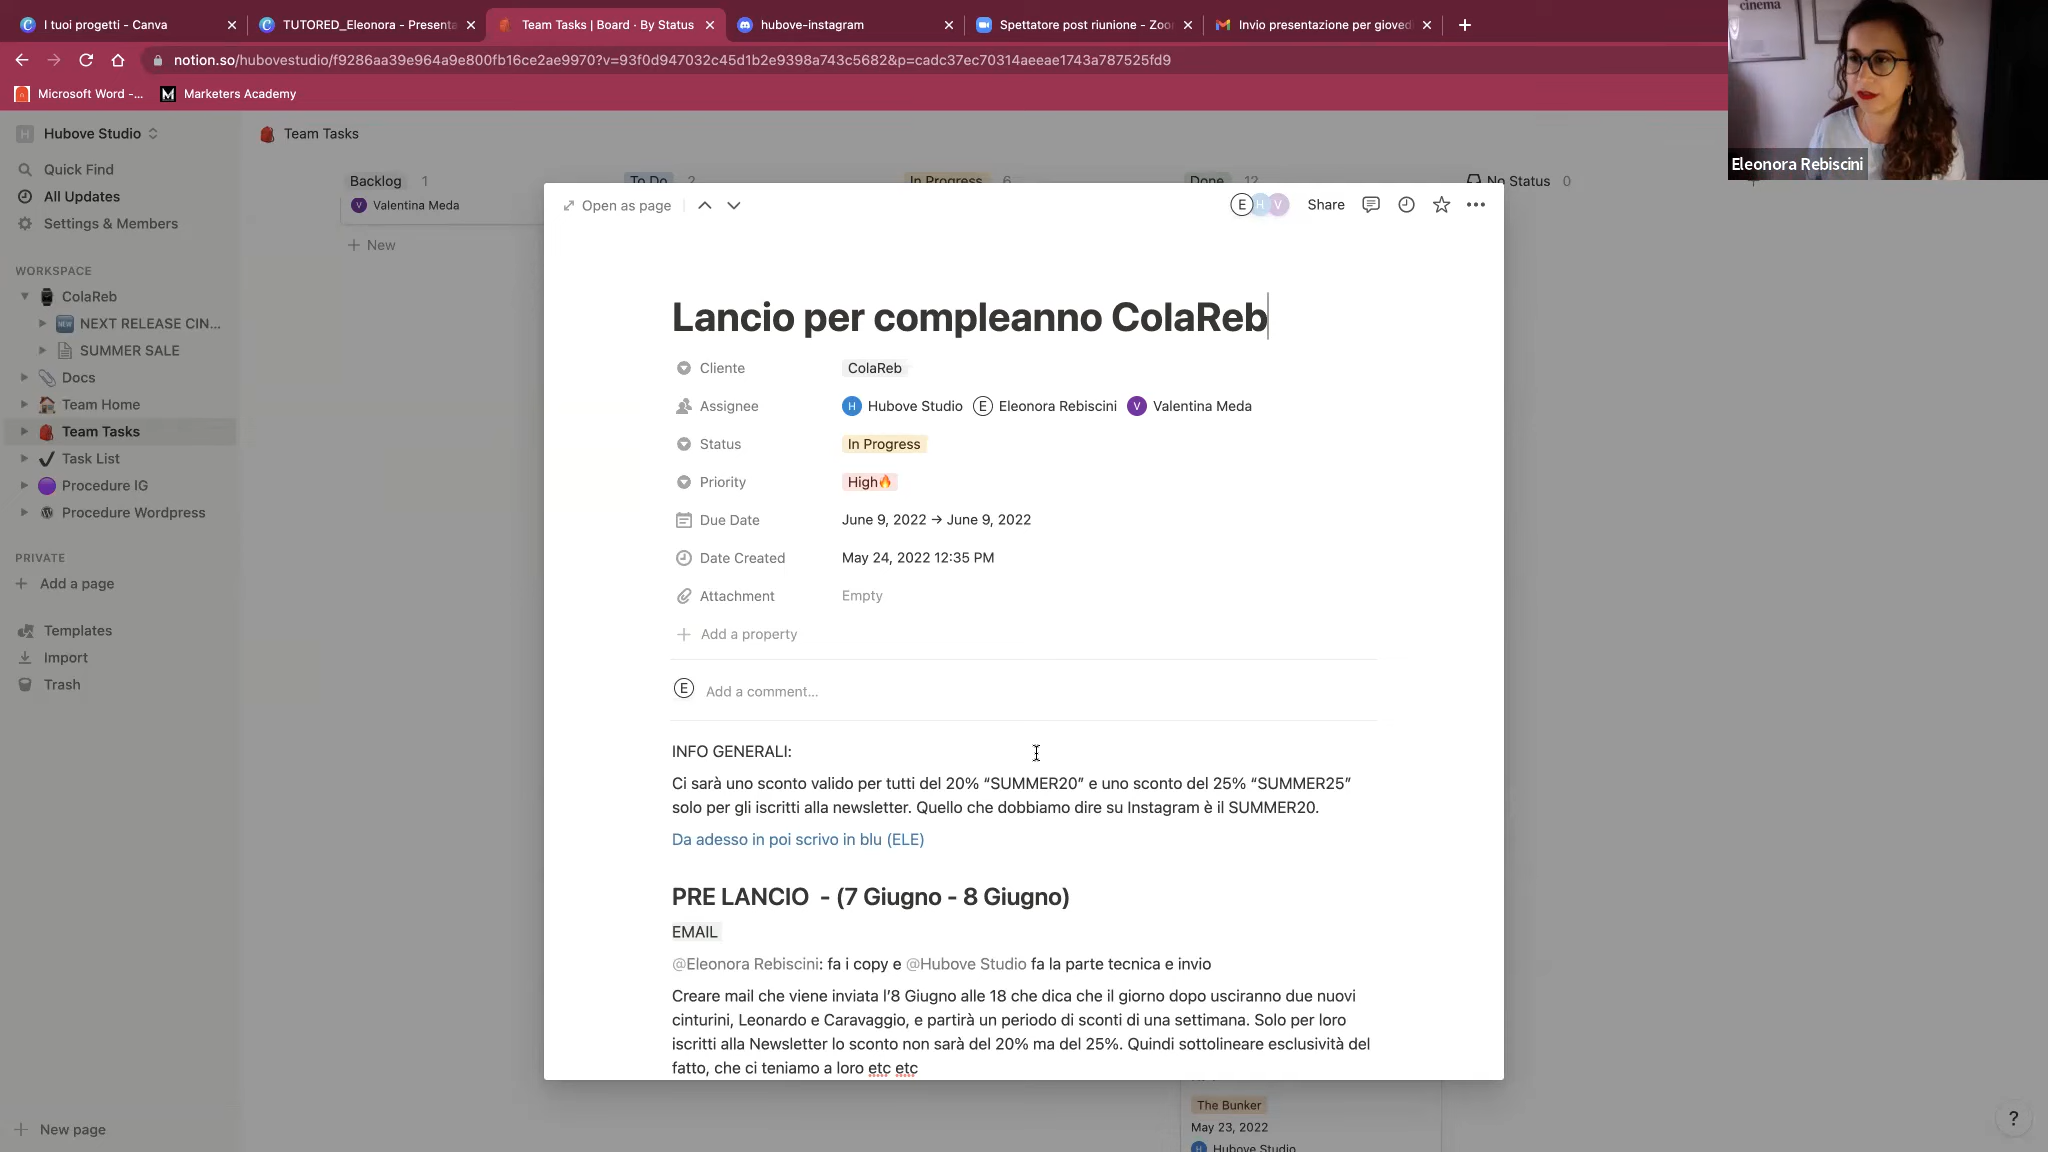 I tuoi progetti - Canva
TUTORED_Eleonora - Presenta
Team Tasks | Board · By Status
hubove-instagram
Spettatore post riunione - Zoo
Invio presentazione per gioved
notion.so/hubovestudio/f9286aa39e964a9e800fb16ce2ae9970?v=93f0d947032c45d1b2e9398a743c5682&p=cadc37ec70314aeeae1743a787525fd9
Microsoft Word -...
Marketers Academy
cinema
Eleonora Rebiscini
Hubove Studio
Quick Find
All Updates
Settings & Members
WORKSPACE
ColaReb
NEXT RELEASE CIN...
SUMMER SALE
Docs
Team Home
Team Tasks
Task List
Procedure IG
Procedure Wordpress
PRIVATE
Add a page
Templates
Import
Trash
New page
Team Tasks
Backlog 1
To Do 2
In Progress 6
Done 12
No Status 0
Valentina Meda
New
Open as page
E H V Share
Lancio per compleanno ColaReb
Cliente ColaReb
Assignee H Hubove Studio E Eleonora Rebiscini V Valentina Meda
Status In Progress
Priority High🔥
Due Date June 9, 2022 → June 9, 2022
Date Created May 24, 2022 12:35 PM
Attachment Empty
Add a property
E Add a comment...
INFO GENERALI:
Ci sarà uno sconto valido per tutti del 20% “SUMMER20” e uno sconto del 25% “SUMMER25”
solo per gli iscritti alla newsletter. Quello che dobbiamo dire su Instagram è il SUMMER20.
Da adesso in poi scrivo in blu (ELE)
PRE LANCIO - (7 Giugno - 8 Giugno)
EMAIL
@Eleonora Rebiscini: fa i copy e @Hubove Studio fa la parte tecnica e invio
Creare mail che viene inviata l’8 Giugno alle 18 che dica che il giorno dopo usciranno due nuovi
cinturini, Leonardo e Caravaggio, e partirà un periodo di sconti di una settimana. Solo per loro
iscritti alla Newsletter lo sconto non sarà del 20% ma del 25%. Quindi sottolineare esclusività del
fatto, che ci teniamo a loro etc etc
The Bunker
May 23, 2022
Hubove Studio
?